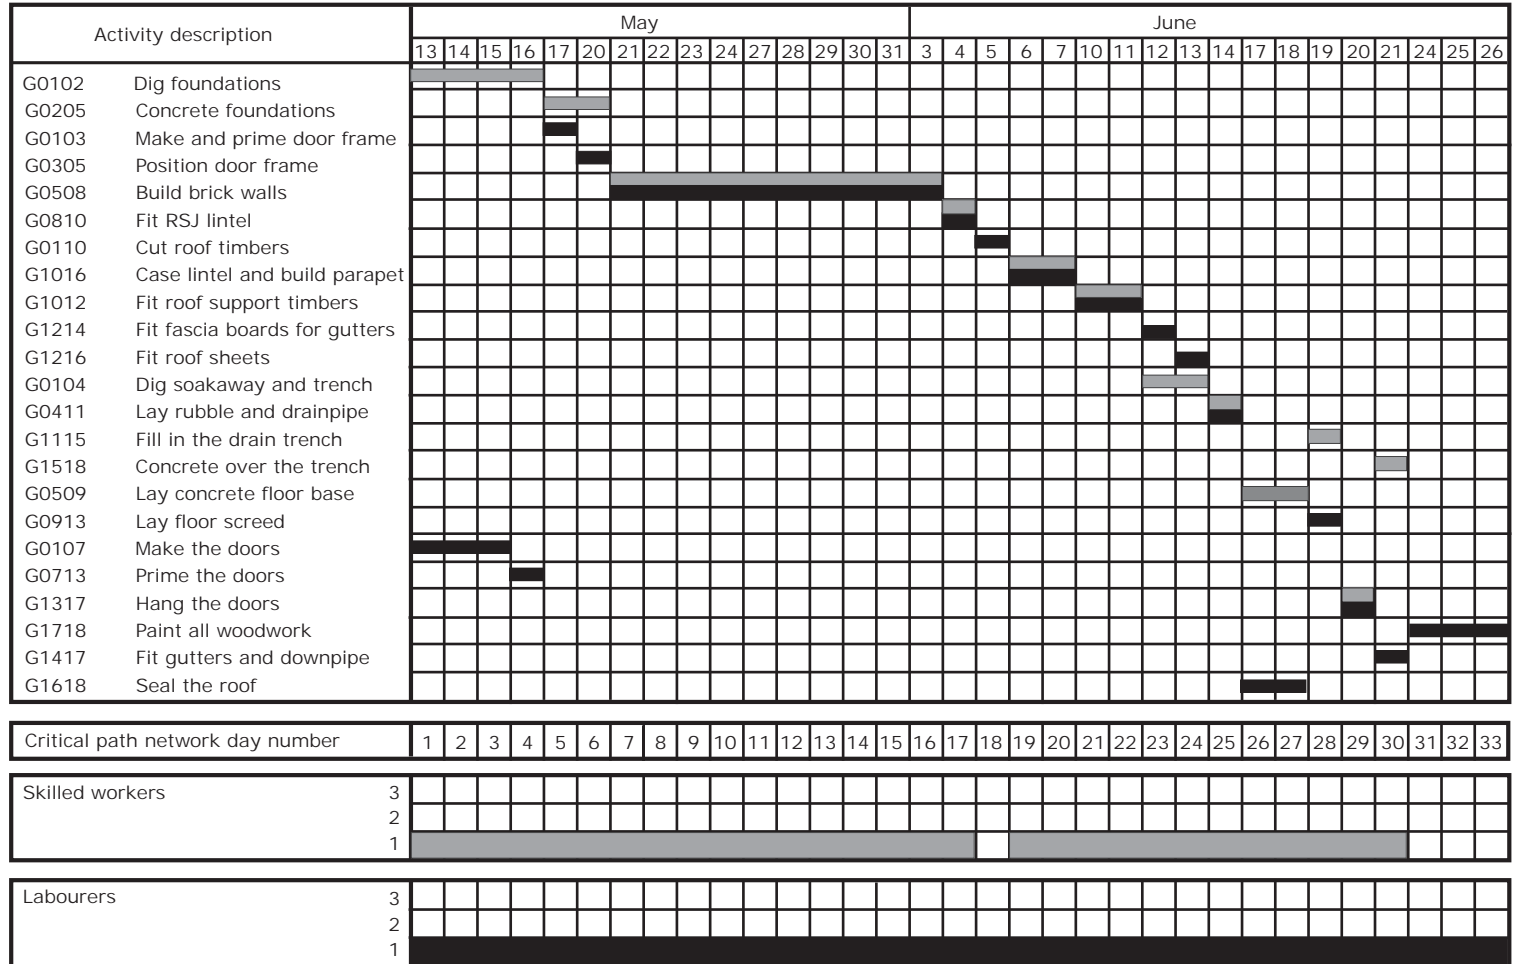 Activity description
May
June
13 14 15 16 17 20 21 22 23 24 27 28 29 30 31 3 4 5 6 7 10 11 12 13 14 17 18 19 20 21 24 25 26
G0102 Dig foundations
G0205 Concrete foundations
G0103 Make and prime door frame
G0305 Position door frame
G0508 Build brick walls
G0810 Fit RSJ lintel
G0110 Cut roof timbers
G1016 Case lintel and build parapet
G1012 Fit roof support timbers
G1214 Fit fascia boards for gutters
G1216 Fit roof sheets
G0104 Dig soakaway and trench
G0411 Lay rubble and drainpipe
G1115 Fill in the drain trench
G1518 Concrete over the trench
G0509 Lay concrete floor base
G0913 Lay floor screed
G0107 Make the doors
G0713 Prime the doors
G1317 Hang the doors
G1718 Paint all woodwork
G1417 Fit gutters and downpipe
G1618 Seal the roof
Critical path network day number 1 2 3 4 5 6 7 8 9 10 11 12 13 14 15 16 17 18 19 20 21 22 23 24 25 26 27 28 29 30 31 32 33
Skilled workers 3
2
1
Labourers 3
2
1